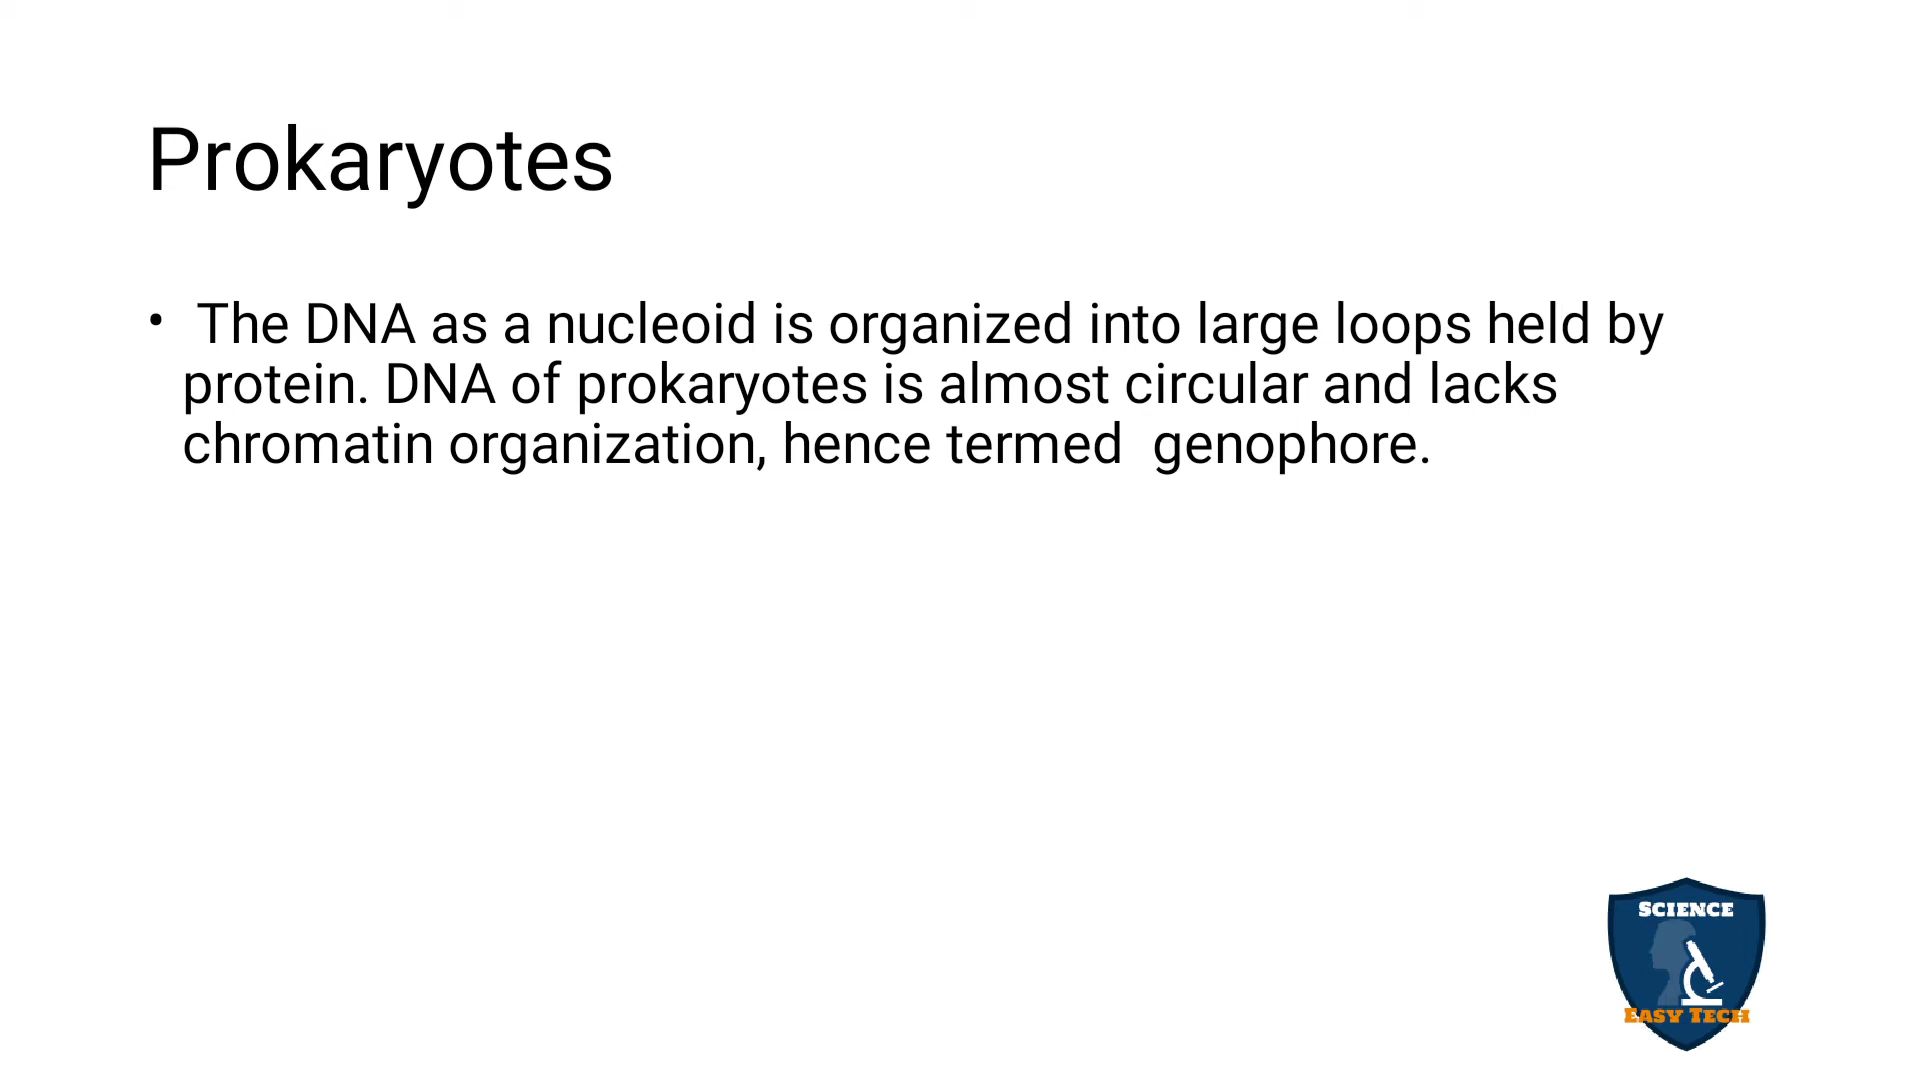 Prokaryotes
• The DNA as a nucleoid is organized into large loops held by
protein. DNA of prokaryotes is almost circular and lacks
chromatin organization, hence termed  genophore.
SCIENCE
EASY TECH